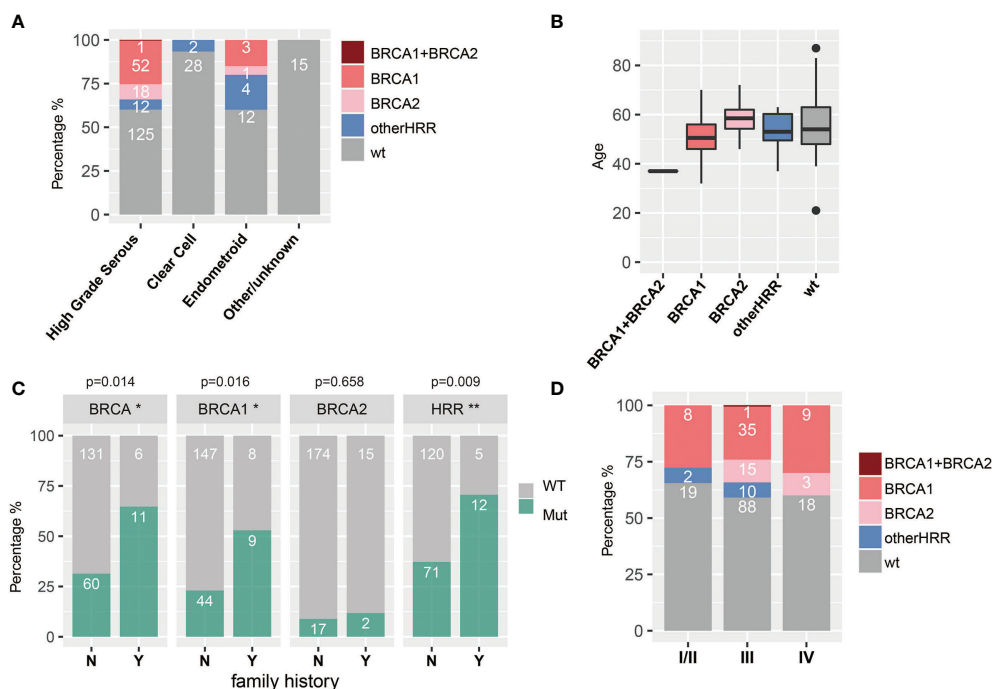 A
Percentage %
100
75
50
25
0
1
52
18
12
125
2
28
3
1
4
12
15
High Grade Serous
Clear Cell
Endometroid
Other/unknown
BRCA1+BRCA2
BRCA1
BRCA2
otherHRR
wt
B
Age
80
60
40
20
0
BRCA1+BRCA2
BRCA1
BRCA2
otherHRR
wt
C
p=0.014
p=0.016
p=0.658
p=0.009
BRCA *
BRCA1 *
BRCA2
HRR **
Percentage %
100
75
50
25
0
131
6
147
8
174
15
120
5
60
11
44
9
17
2
71
12
N
Y
N
Y
N
Y
N
Y
family history
WT
Mut
D
Percentage %
100
75
50
25
0
8
2
19
1
35
15
10
88
9
3
18
I/II
III
IV
BRCA1+BRCA2
BRCA1
BRCA2
otherHRR
wt